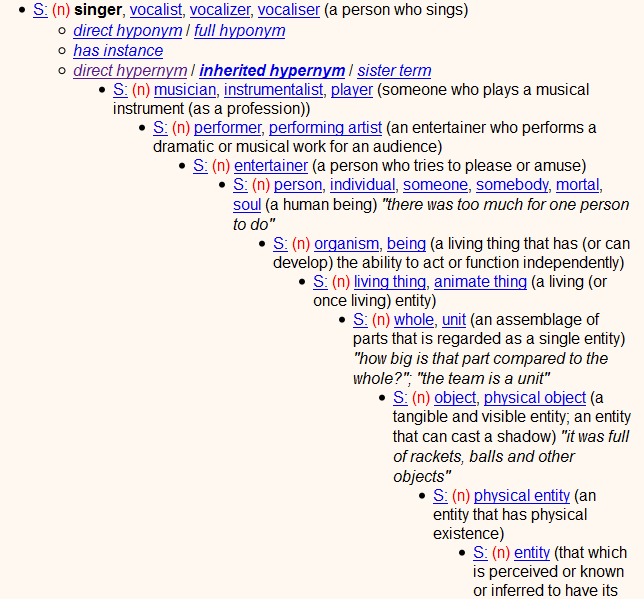 S: (n) singer, vocalist, vocalizer, vocaliser (a person who sings)
direct hyponym / full hyponym
has instance
direct hypernym / inherited hypernym / sister term
S: (n) musician, instrumentalist, player (someone who plays a musical
instrument (as a profession))
S: (n) performer, performing artist (an entertainer who performs a
dramatic or musical work for an audience)
S: (n) entertainer (a person who tries to please or amuse)
S: (n) person, individual, someone, somebody, mortal,
soul (a human being) "there was too much for one person
to do"
S: (n) organism, being (a living thing that has (or can
develop) the ability to act or function independently)
S: (n) living thing, animate thing (a living (or
once living) entity)
S: (n) whole, unit (an assemblage of
parts that is regarded as a single entity)
"how big is that part compared to the
whole?"; "the team is a unit"
S: (n) object, physical object (a
tangible and visible entity; an entity
that can cast a shadow) "it was full
of rackets, balls and other
objects"
S: (n) physical entity (an
entity that has physical
existence)
S: (n) entity (that which
is perceived or known
or inferred to have its